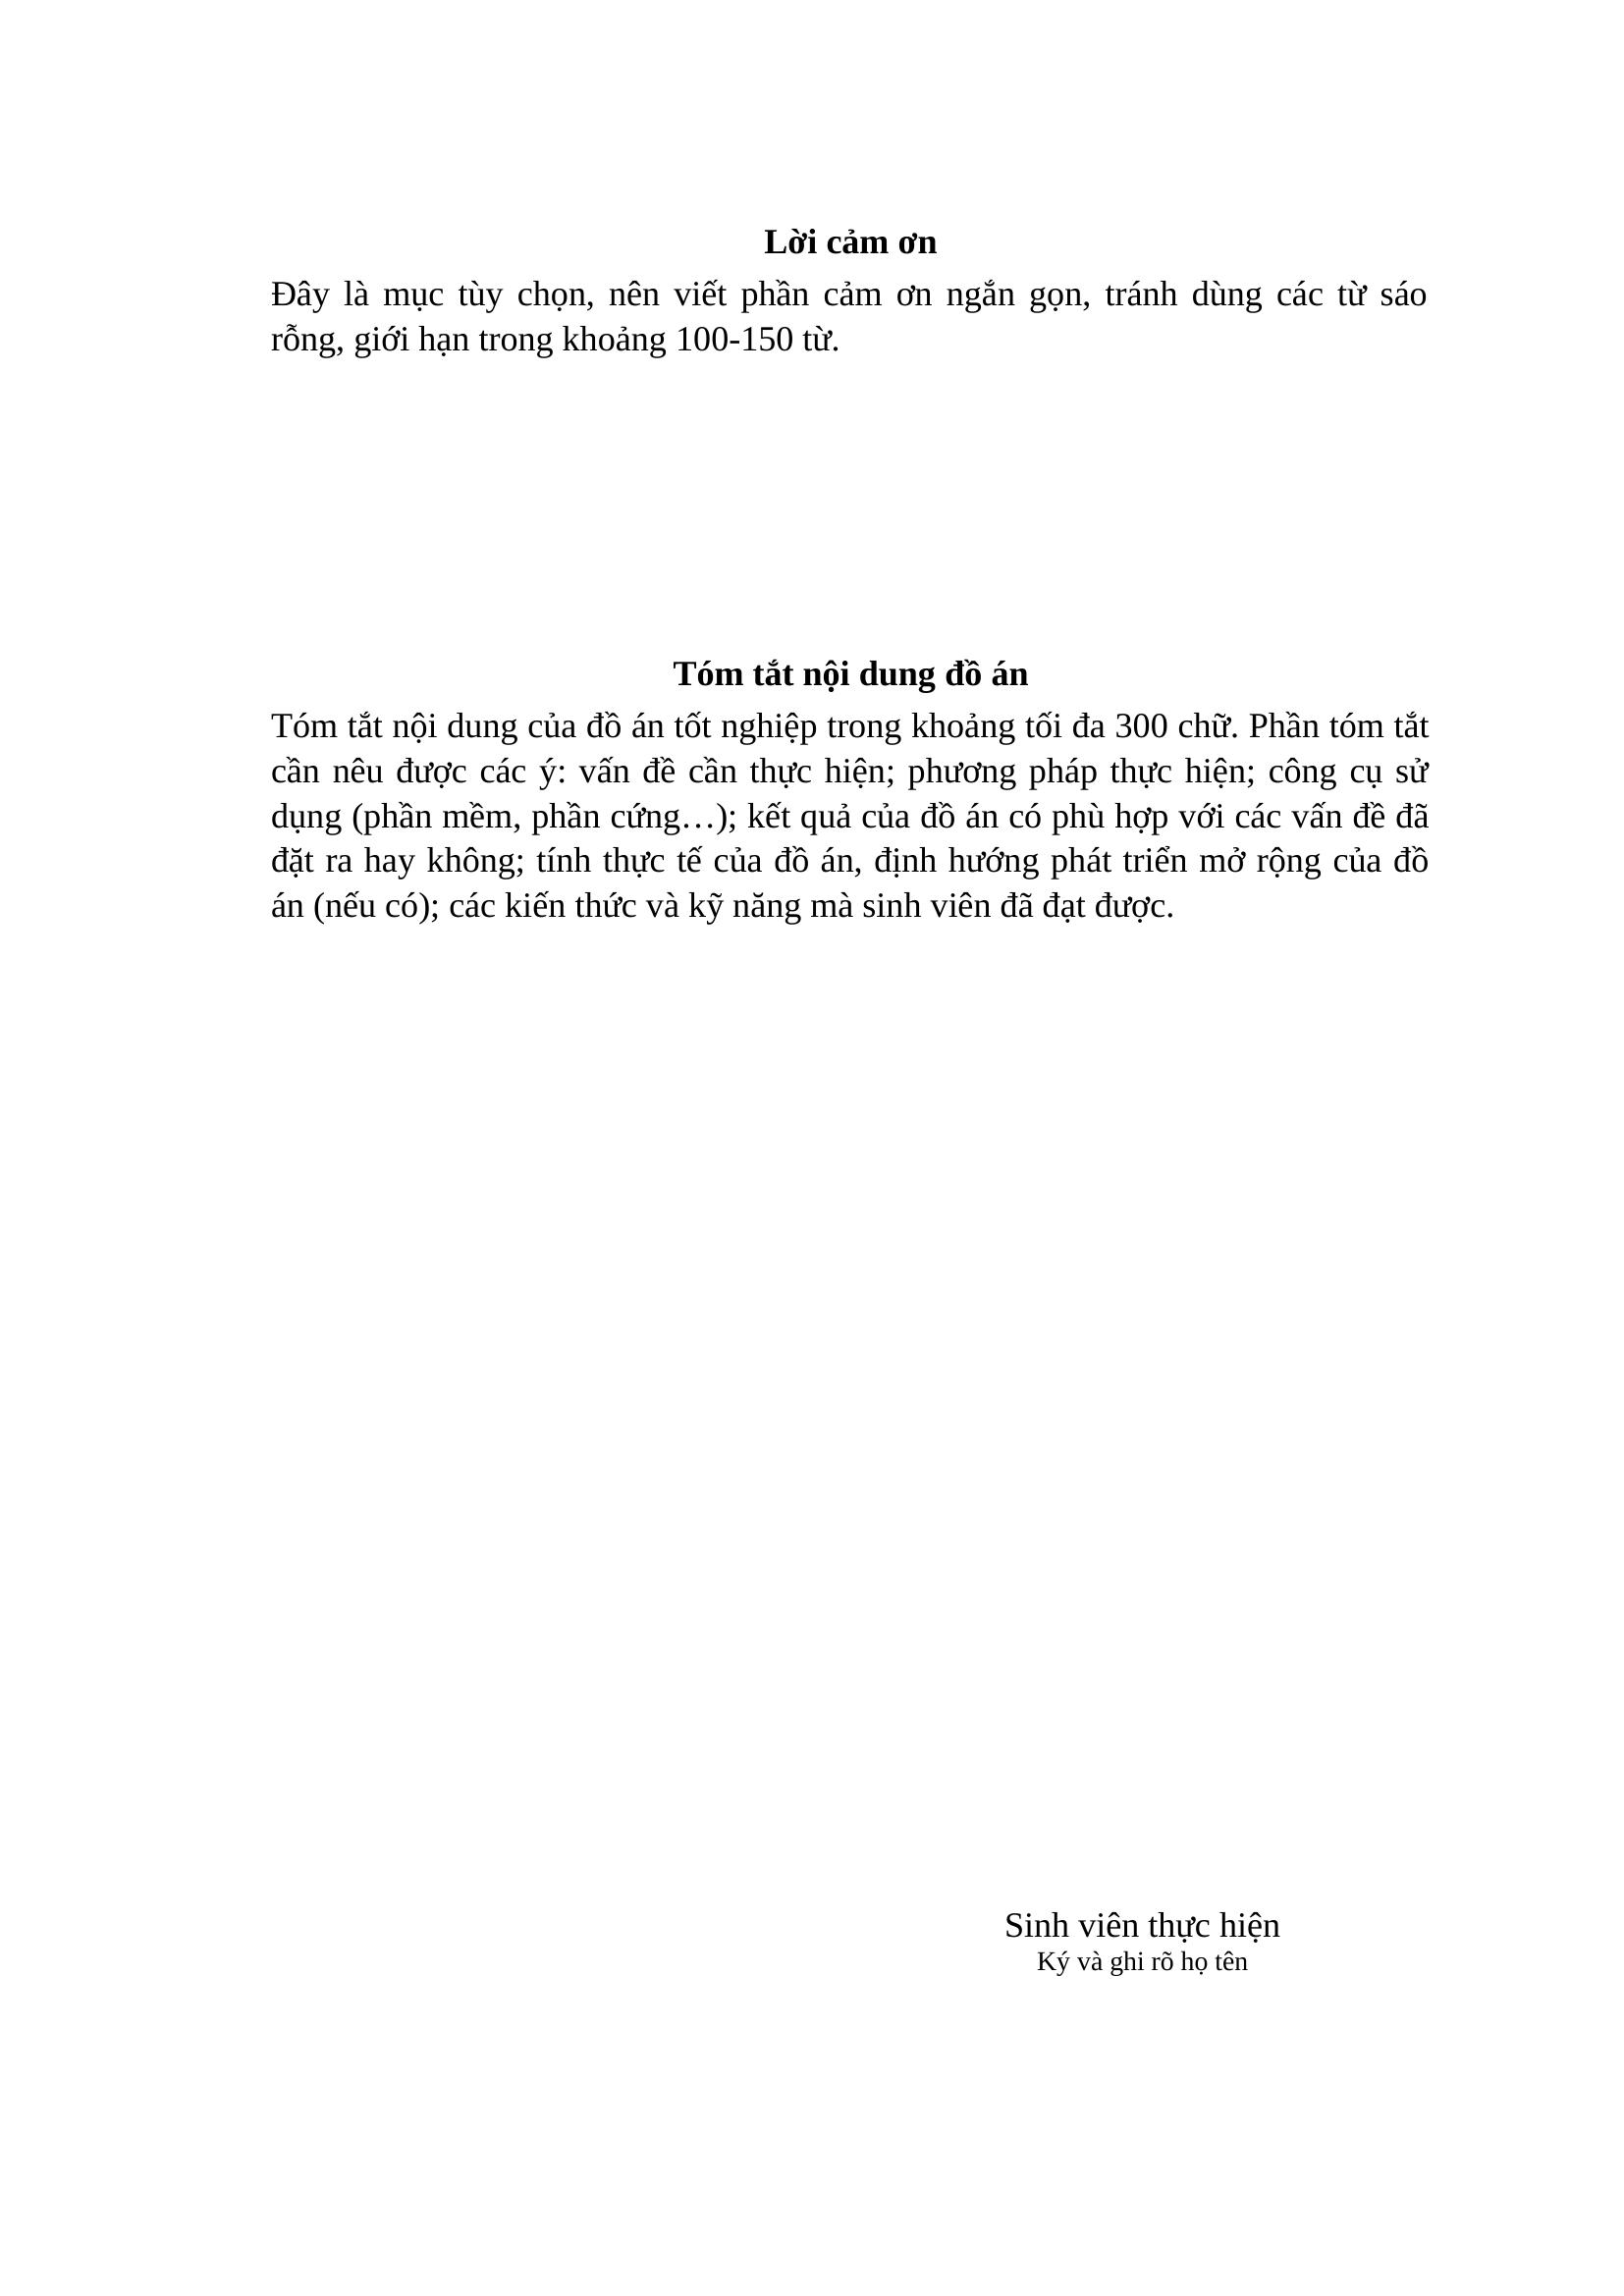 Lời cảm ơn
Đây là mục tùy chọn, nên viết phần cảm ơn ngắn gọn, tránh dùng các từ sáo
rỗng, giới hạn trong khoảng 100-150 từ.
Tóm tắt nội dung đồ án
Tóm tắt nội dung của đồ án tốt nghiệp trong khoảng tối đa 300 chữ. Phần tóm tắt
cần nêu được các ý: vấn đề cần thực hiện; phương pháp thực hiện; công cụ sử
dụng (phần mềm, phần cứng…); kết quả của đồ án có phù hợp với các vấn đề đã
đặt ra hay không; tính thực tế của đồ án, định hướng phát triển mở rộng của đồ
án (nếu có); các kiến thức và kỹ năng mà sinh viên đã đạt được.
Sinh viên thực hiện
Ký và ghi rõ họ tên